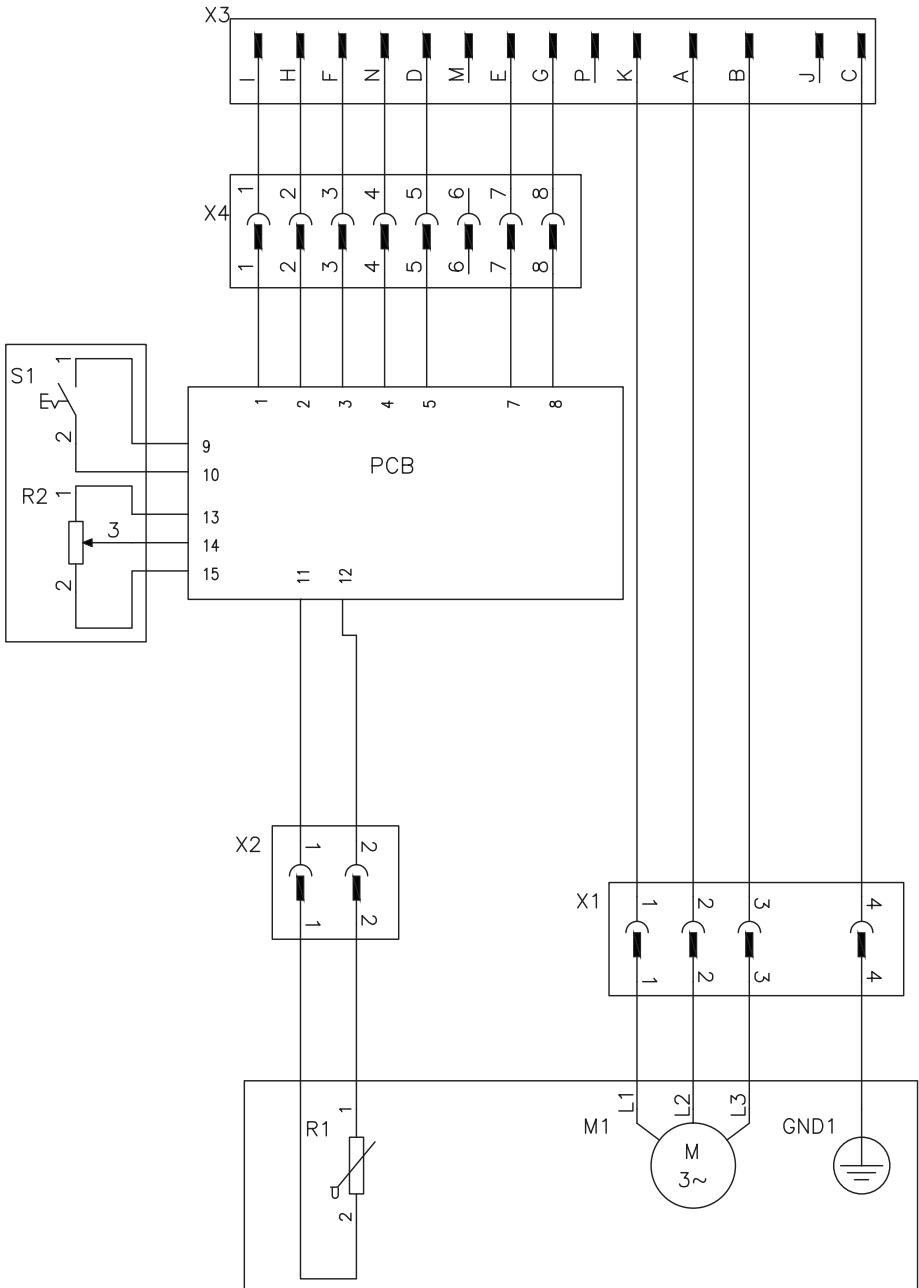 X3
I H F N D M E G P K A B J C
X4
1 2 3 4 5 6 7 8
1 2 3 4 5 6 7 8
S1
1
2
1 2 3 4 5 7 8
9
10
PCB
R2
1
3
2
13
14
15
11 12
X2
1 2
1 2
X1
1 2 3 4
1 2 3 4
R1
1
2
M1
L1 L2 L3
M
3~
GND1